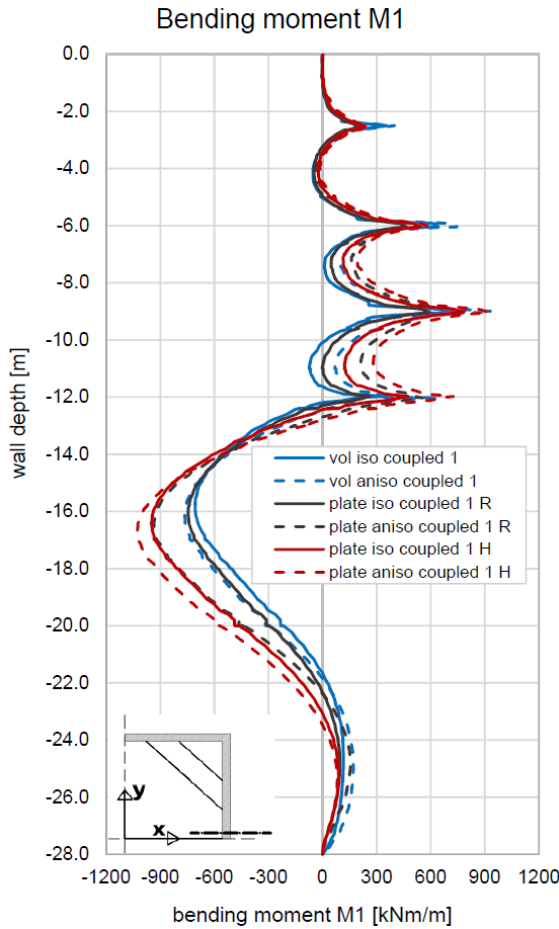 Bending moment M1
0.0
-2.0
-4.0
-6.0
-8.0
-10.0
-12.0
-14.0
-16.0
-18.0
-20.0
-22.0
-24.0
-26.0
-28.0
wall depth [m]
vol iso coupled 1
vol aniso coupled 1
plate iso coupled 1 R
plate aniso coupled 1 R
plate iso coupled 1 H
plate aniso coupled 1 H
y
x
-1200 -900 -600 -300 0 300 600 900 1200
bending moment M1 [kNm/m]